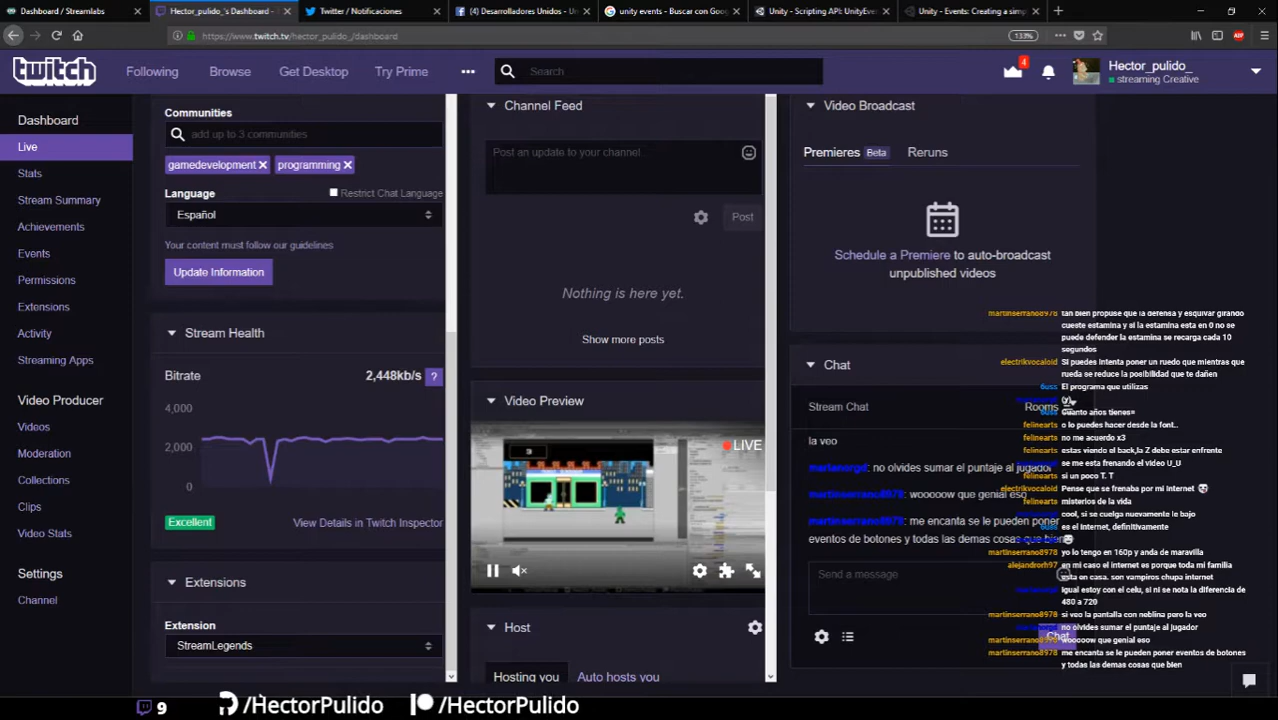 Dashboard / Streamlabs
Hector_pulido_'s Dashboard -
Twitter / Notificaciones
(4) Desarrolladores Unidos -
unity events - Buscar con Goo
Unity - Scripting API: UnityEve
Unity - Events: Creating a simp
https://www.twitch.tv/hector_pulido_/dashboard
133%
ABP
twitch
Following
Browse
Get Desktop
Try Prime
Search
4
Hector_pulido_
streaming Creative
Dashboard
Live
Stats
Stream Summary
Achievements
Events
Permissions
Extensions
Activity
Streaming Apps
Video Producer
Videos
Moderation
Collections
Clips
Video Stats
Settings
Channel
Communities
add up to 3 communities
gamedevelopment
programming
Language
Restrict Chat Language
Español
Your content must follow our guidelines
Update Information
Stream Health
Bitrate
2,448kb/s
?
4,000
2,000
0
Excellent
View Details in Twitch Inspector
Extensions
Extension
StreamLegends
Channel Feed
Post an update to your channel
Post
Nothing is here yet.
Show more posts
Video Preview
LIVE
Host
Hosting you
Auto hosts you
Video Broadcast
Premieres
Beta
Reruns
Schedule a Premiere to auto-broadcast
unpublished videos
Chat
Stream Chat
Rooms
la veo
marianorgd: no olvides sumar el puntaje al jugador
martinserrano8978: wooooow que genial eso
martinserrano8978: me encanta se le pueden poner
eventos de botones y todas las demas cosas que bien
Send a message
Chat
martinserrano8978 tan bien propuse que la defensa y esquivar girando
cueste estamina y si la estamina esta en 0 no se
puede defender la estamina se recarga cada 10
segundos
electrikvocaloid Si puedes intenta poner un ruedo que mientras que
rueda se reduce la posibilidad que te dañen
6uss El programa que utilizas
6uss Cuanto años tienes=
felinearts o lo puedes hacer desde la font..
felinearts no me acuerdo x3
felinearts estas viendo el back,la Z debe estar enfrente
se me esta frenando el video U_U
felinearts si un poco T. T
electrikvocaloid Pense que se frenaba por mi internet
felinearts misterios de la vida
cool, si se cuelga nuevamente le bajo
6uss es el internet, definitivamente
martinserrano8978 yo lo tengo en 160p y anda de maravilla
alejandrorh97 en mi caso el internet es porque toda mi familia
esta en casa. son vampiros chupa internet
igual estoy con el celu, si ni se nota la diferencia de
480 a 720
martinserrano8978 si veo la pantalla con neblina pero la veo
no olvides sumar el puntaje al jugador
martinserrano8978 wooooow que genial eso
martinserrano8978 me encanta se le pueden poner eventos de botones
y todas las demas cosas que bien
9
/HectorPulido
/HectorPulido